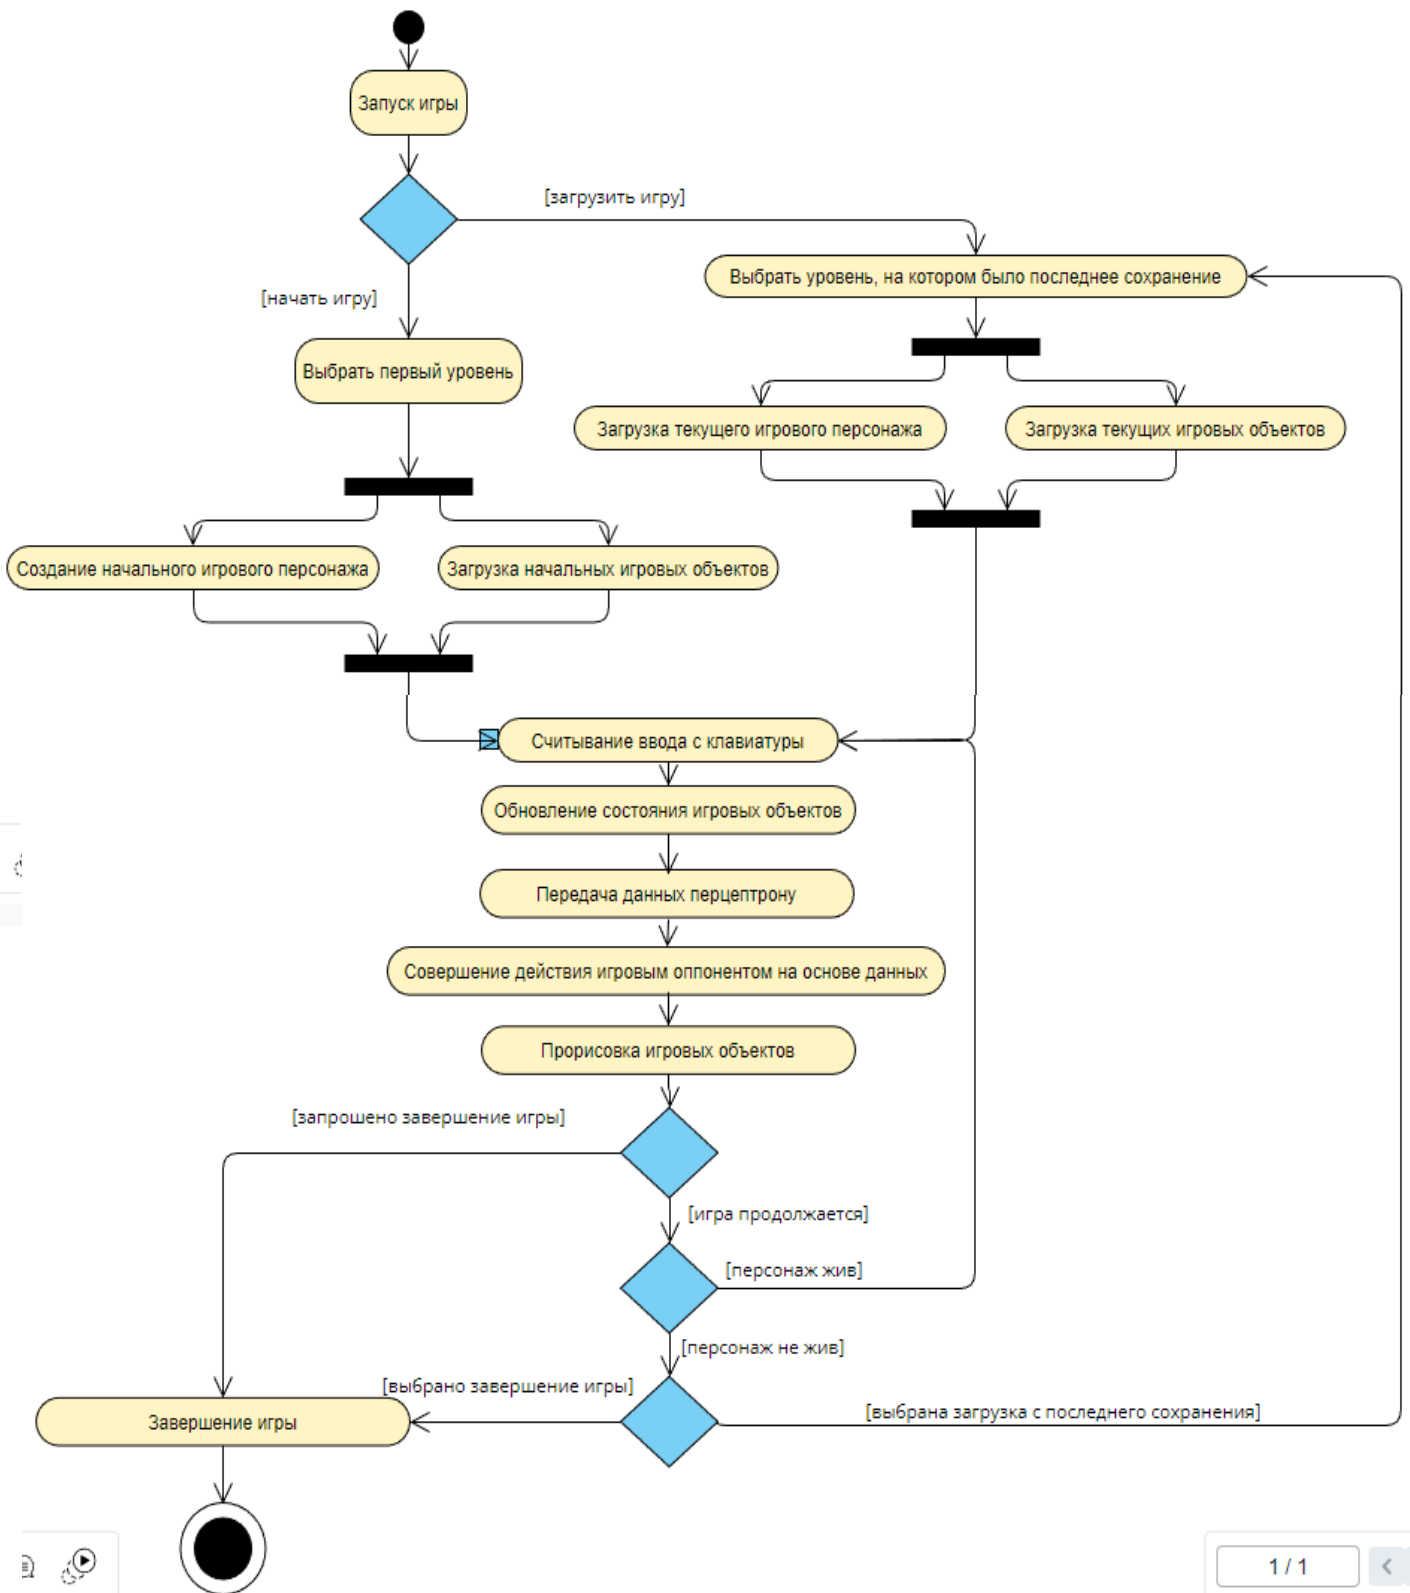 Запуск игры
[загрузить игру]
Выбрать уровень, на котором было последнее сохранение
[начать игру]
Выбрать первый уровень
Загрузка текущего игрового персонажа
Загрузка текущих игровых объектов
Создание начального игрового персонажа
Загрузка начальных игровых объектов
Считывание ввода с клавиатуры
Обновление состояния игровых объектов
Передача данных перцептрону
Совершение действия игровым оппонентом на основе данных
Прорисовка игровых объектов
[запрошено завершение игры]
[игра продолжается]
[персонаж жив]
[персонаж не жив]
[выбрано завершение игры]
[выбрана загрузка с последнего сохранения]
Завершение игры
1 / 1